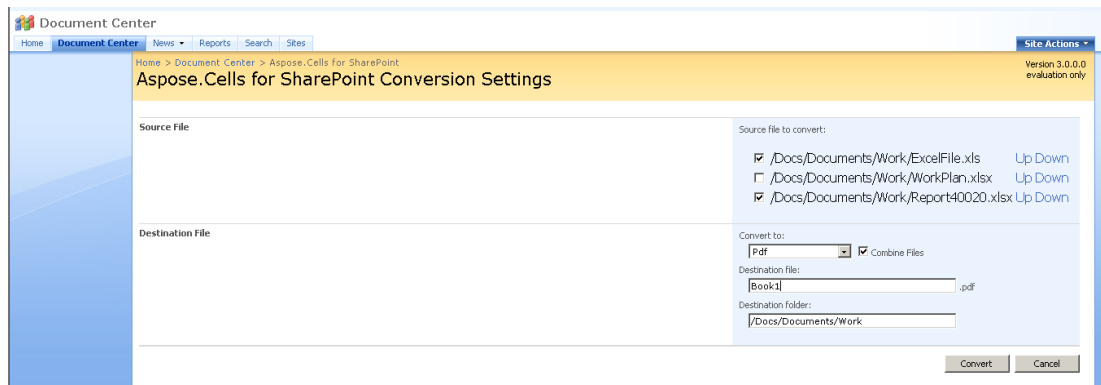 Document Center
Home Document Center News Reports Search Sites Site Actions
Home > Document Center > Aspose.Cells for SharePoint
Version 3.0.0.0
Aspose.Cells for SharePoint Conversion Settings
evaluation only
Source File
Source file to convert:
/Docs/Documents/Work/ExcelFile.xls Up Down
/Docs/Documents/Work/WorkPlan.xlsx Up Down
/Docs/Documents/Work/Report40020.xlsx Up Down
Destination File
Convert to:
Pdf Combine Files
Destination file:
Book1 .pdf
Destination folder:
/Docs/Documents/Work
Convert Cancel